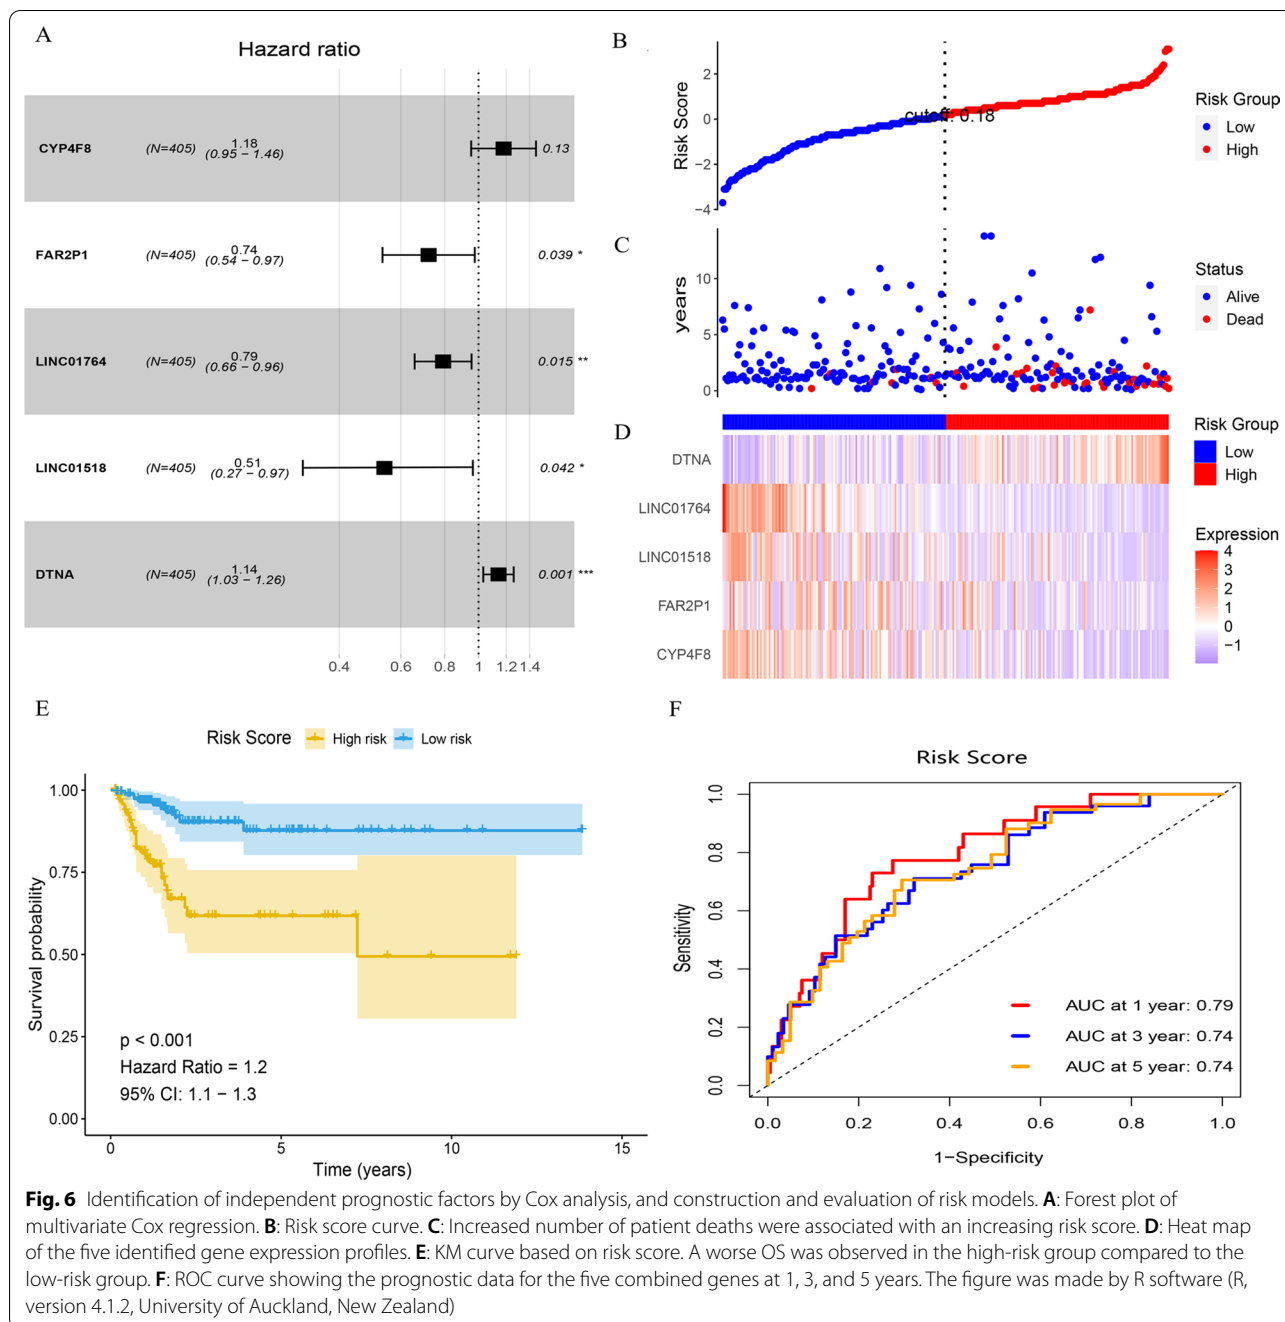 A
Hazard ratio
CYP4F8 (N=405) 1.18 (0.95 − 1.46) 0.13
FAR2P1 (N=405) 0.74 (0.54 − 0.97) 0.039 *
LINC01764 (N=405) 0.79 (0.66 − 0.96) 0.015 **
LINC01518 (N=405) 0.51 (0.27 − 0.97) 0.042 *
DTNA (N=405) 1.14 (1.03 − 1.26) 0.001 ***
0.4 0.6 0.8 1 1.2 1.4
B
Risk Score
2
0
−2
−4
cutoff: 0.18
Risk Group
Low
High
C
years
10
5
0
Status
Alive
Dead
D
DTNA
LINC01764
LINC01518
FAR2P1
CYP4F8
Risk Group
Low
High
Expression
4
3
2
1
0
−1
E
Risk Score High risk Low risk
Survival probability
1.00
0.75
0.50
0.25
0.00
p < 0.001
Hazard Ratio = 1.2
95% CI: 1.1 − 1.3
0 5 10 15
Time (years)
F
Risk Score
Sensitivity
1.0
0.8
0.6
0.4
0.2
0.0
AUC at 1 year: 0.79
AUC at 3 year: 0.74
AUC at 5 year: 0.74
0.0 0.2 0.4 0.6 0.8 1.0
1−Specificity
Fig. 6 Identification of independent prognostic factors by Cox analysis, and construction and evaluation of risk models. A: Forest plot of
multivariate Cox regression. B: Risk score curve. C: Increased number of patient deaths were associated with an increasing risk score. D: Heat map
of the five identified gene expression profiles. E: KM curve based on risk score. A worse OS was observed in the high-risk group compared to the
low-risk group. F: ROC curve showing the prognostic data for the five combined genes at 1, 3, and 5 years. The figure was made by R software (R,
version 4.1.2, University of Auckland, New Zealand)